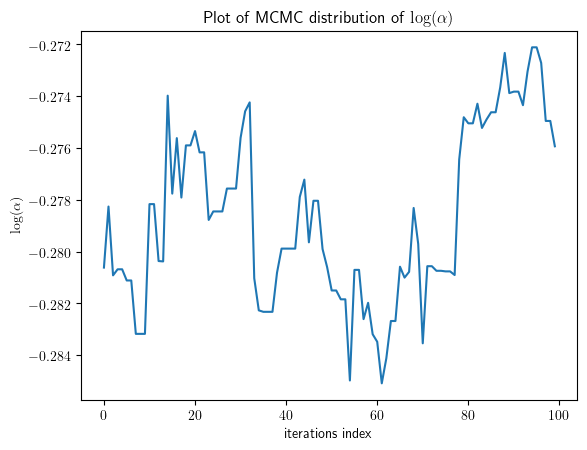 Plot of MCMC distribution of log(α)
−0.272
−0.274
−0.276
−0.278
−0.280
−0.282
−0.284
log(α)
0 20 40 60 80 100
iterations index